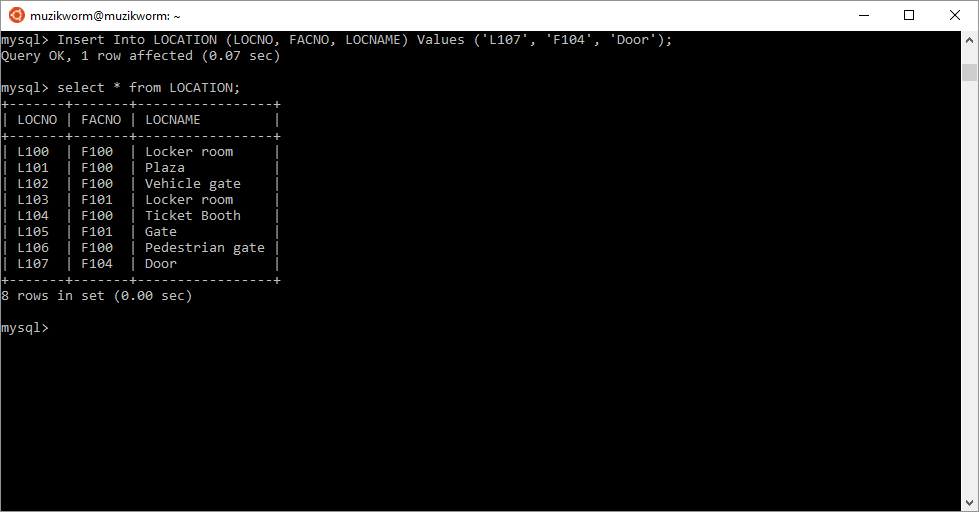 muzikworm@muzikworm: ~
mysql> Insert Into LOCATION (LOCNO, FACNO, LOCNAME) Values ('L107', 'F104', 'Door');
Query OK, 1 row affected (0.07 sec)
mysql> select * from LOCATION;
+-------+-------+-----------------+
| LOCNO | FACNO | LOCNAME         |
+-------+-------+-----------------+
| L100  | F100  | Locker room     |
| L101  | F100  | Plaza           |
| L102  | F100  | Vehicle gate    |
| L103  | F101  | Locker room     |
| L104  | F100  | Ticket Booth    |
| L105  | F101  | Gate            |
| L106  | F100  | Pedestrian gate |
| L107  | F104  | Door            |
+-------+-------+-----------------+
8 rows in set (0.00 sec)
mysql>